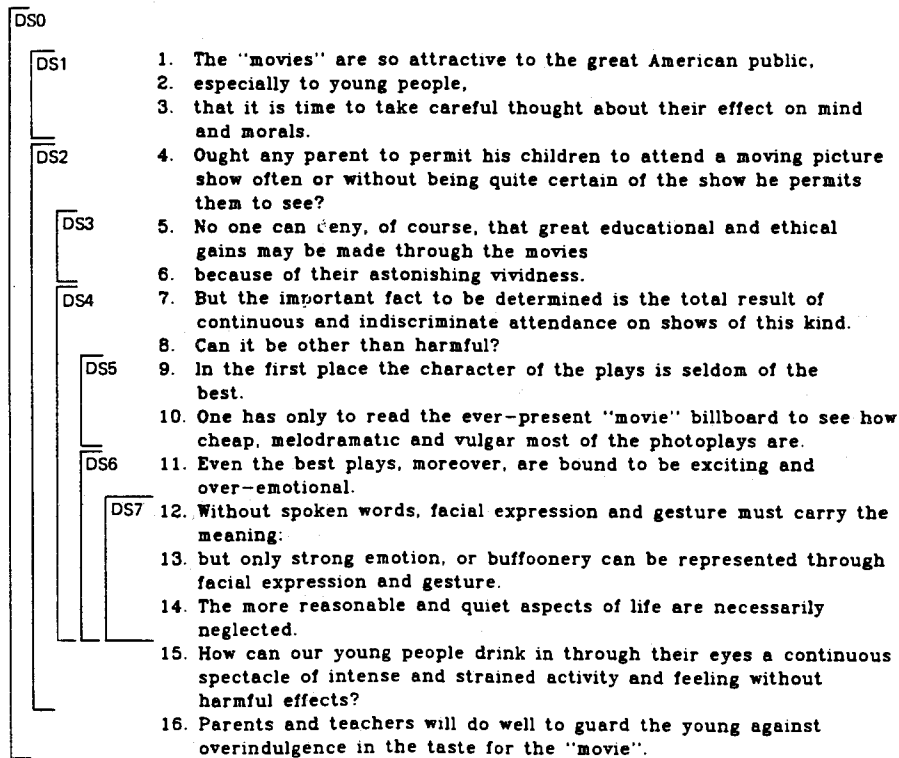 DS0
DS1 1. The "movies" are so attractive to the great American public,
2. especially to young people,
3. that it is time to take careful thought about their effect on mind
and morals.
DS2 4. Ought any parent to permit his children to attend a moving picture
show often or without being quite certain of the show he permits
them to see?
DS3 5. No one can deny, of course, that great educational and ethical
gains may be made through the movies
6. because of their astonishing vividness.
DS4 7. But the important fact to be determined is the total result of
continuous and indiscriminate attendance on shows of this kind.
8. Can it be other than harmful?
DS5 9. In the first place the character of the plays is seldom of the
best.
10. One has only to read the ever-present "movie" billboard to see how
cheap, melodramatic and vulgar most of the photoplays are.
DS6 11. Even the best plays, moreover, are bound to be exciting and
over-emotional.
DS7 12. Without spoken words, facial expression and gesture must carry the
meaning:
13. but only strong emotion, or buffoonery can be represented through
facial expression and gesture.
14. The more reasonable and quiet aspects of life are necessarily
neglected.
15. How can our young people drink in through their eyes a continuous
spectacle of intense and strained activity and feeling without
harmful effects?
16. Parents and teachers will do well to guard the young against
overindulgence in the taste for the "movie".